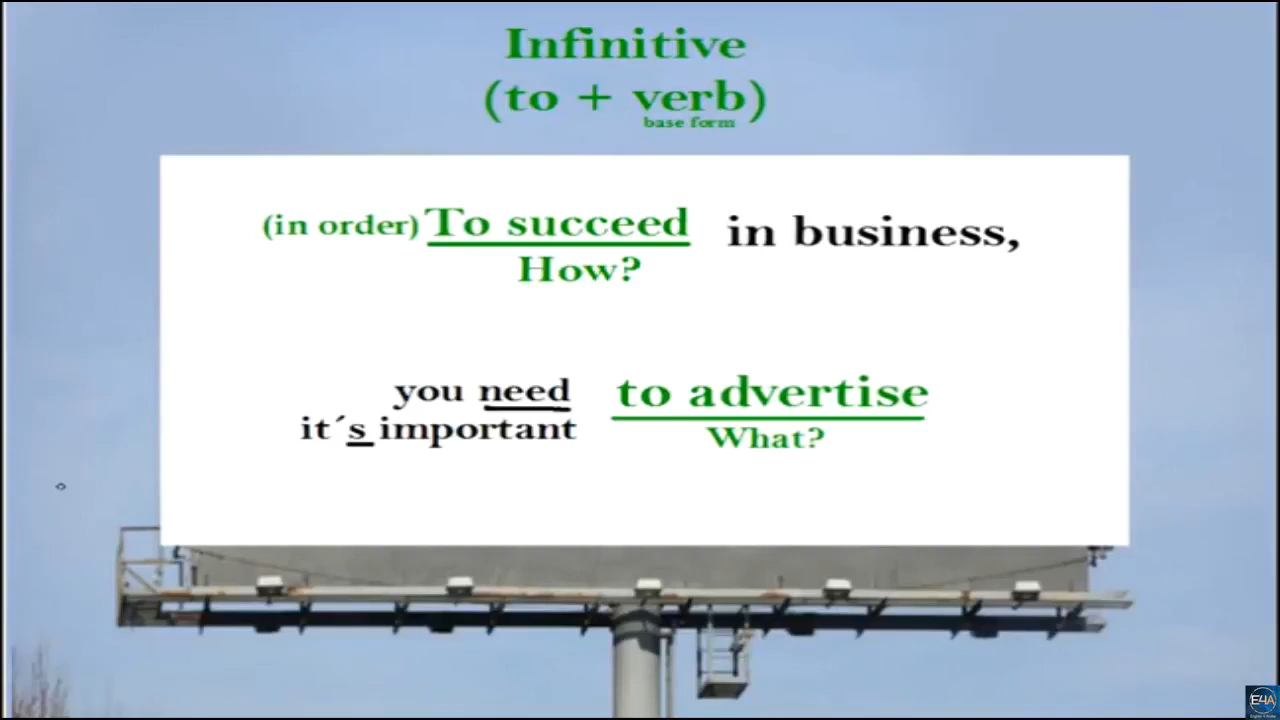 Infinitive
(to + verb)
base form
(in order) To succeed in business,
How?
you need to advertise
it´s important
What?
E4A